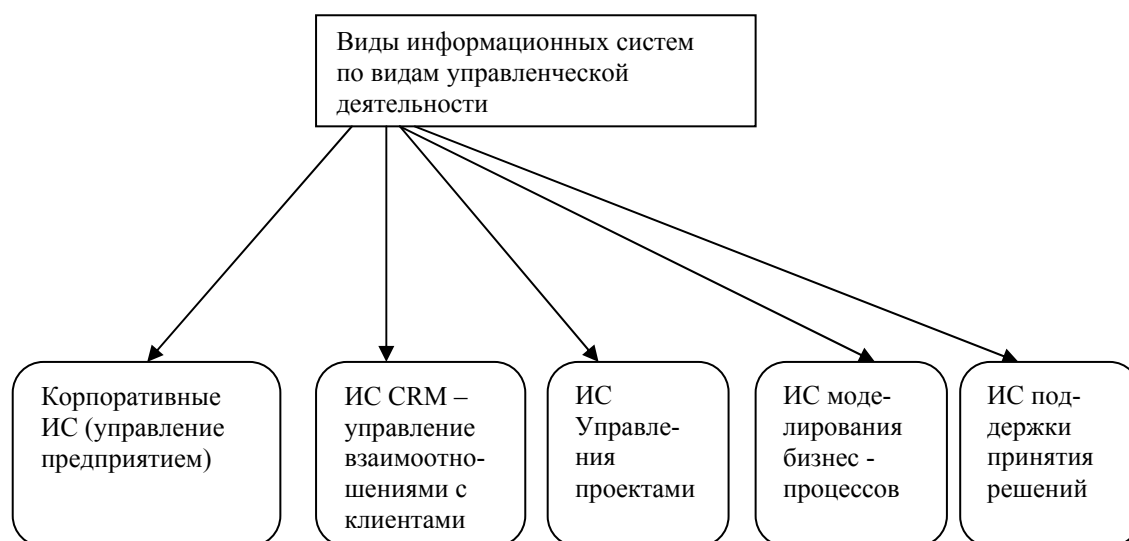 Виды информационных систем
по видам управленческой
деятельности
Корпоративные
ИС (управление
предприятием)
ИС CRM –
управление
взаимоотно-
шениями с
клиентами
ИС
Управле-
ния
проектами
ИС моде-
лирования
бизнес -
процессов
ИС под-
держки
принятия
решений